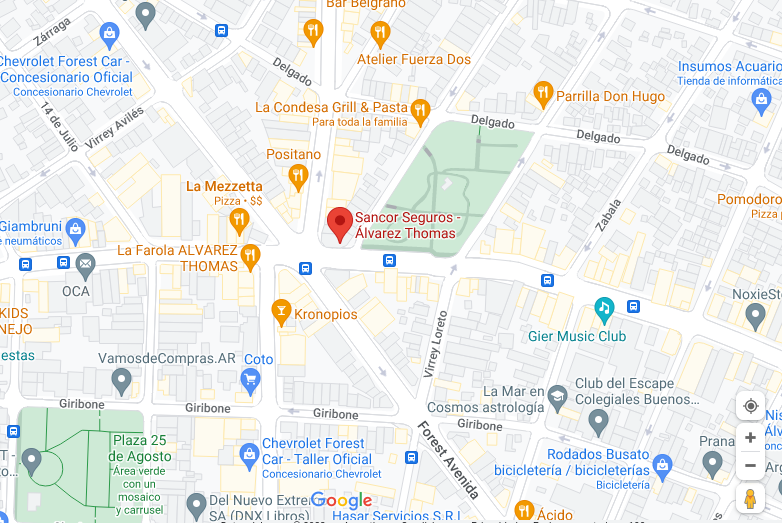 Bar Belgrano
Zárraga
Chevrolet Forest Car -
Concesionario Oficial
Concesionario Chevrolet
Atelier Fuerza Dos
Insumos Acuario
Tienda de informátic
Delgado
14 de Julio
Virrey Avilés
La Condesa Grill & Pasta
Para toda la familia
Parrilla Don Hugo
Delgado
Delgado
Delgado
Positano
La Mezzetta
Pizza • $$
Pomodoro
Pizza
Zabala
Sancor Seguros -
Álvarez Thomas
Giambruni
e neumáticos
La Farola ALVAREZ
THOMAS
OCA
KIDS
NEJO
Kronopios
NoxieSto
Gier Music Club
Virrey Loreto
estas
VamosdeCompras.AR
Coto
La Mar en
Cosmos astrología
Club del Escape
Colegiales Buenos...
Giribone
Giribone
Giribone
Giribone
Forest Avenida
Plaza 25
de Agosto
Área verde
con un
mosaico
y carrusel
Chevrolet Forest
Car - Taller Oficial
Concesionario Chevrolet
Nis
Conc
Prana
Rodados Busato
bicicletería / bicicleterías
Bicicletería
T -
Del Nuevo Extrem
SA (DNX Libros)
Google
Hasar Servicios S.R.L
Ácido